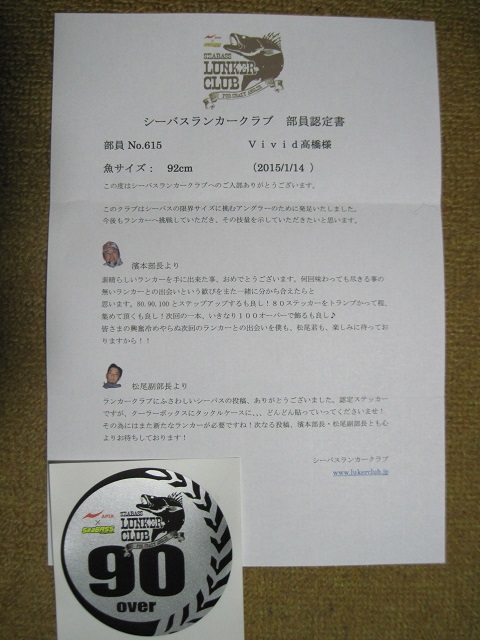 SEABASS
LUNKER
CLUB
FOR CRAZY ANGLER
シーバスランカークラブ 部員認定書
部員 No.615 Vivid高橋様
魚サイズ： 92cm （2015/1/14 ）
この度はシーバスランカークラブへのご入部ありがとうございます。
このクラブはシーバスの限界サイズに挑むアングラーのために発足いたしました。
今後もランカーへ挑戦していただき、その技量を示していただきたいと思います。
濱本部長より
素晴らしいランカーを手に出来た事、おめでとうございます。何回味わっても尽きる事の
無いランカーとの出会いという歓びをまた一緒に分かち合えたらと
思います。80,90,100とステップアップするも良し！８０ステッカーをトランプかって程、
集めて頂くも良し！次回の一本、いきなり１００オーバーで飾るも良し♪
皆さまの興奮冷めやらぬ次回のランカーとの出会いを僕も、松尾君も、楽しみに待ってお
りますから！！
松尾副部長より
ランカークラブにふさわしいシーバスの投稿、ありがとうございました。認定ステッカー
ですが、クーラーボックスにタックルケースに､､､どんどん貼っていってくださいませ！
その為にはまた新たなランカーが必要ですね！次なる投稿、濱本部長・松尾副部長とも心
よりお待ちしております！
シーバスランカークラブ
www.lukerclub.jp
APIA
×
SEABASS
LUNKER
CLUB
90
over